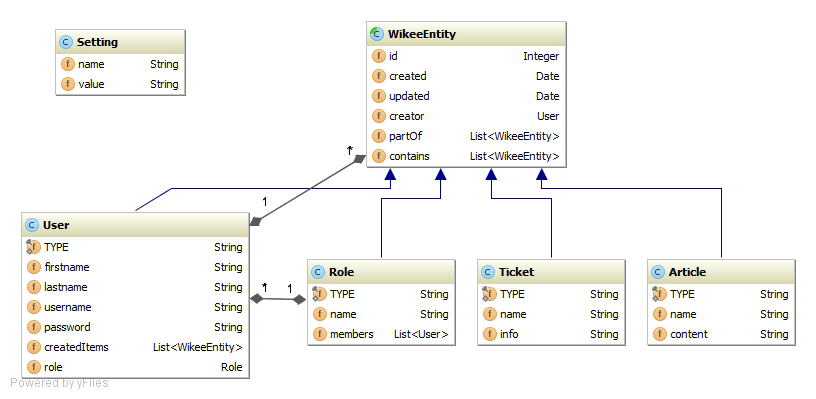 Setting
name String
value String
WikeeEntity
id Integer
created Date
updated Date
creator User
partOf List<WikeeEntity>
contains List<WikeeEntity>
*
1
User
TYPE String
firstname String
lastname String
username String
password String
createdItems List<WikeeEntity>
role Role
* 1
Role
TYPE String
name String
members List<User>
Ticket
TYPE String
name String
info String
Article
TYPE String
name String
content String
Powered by yFiles